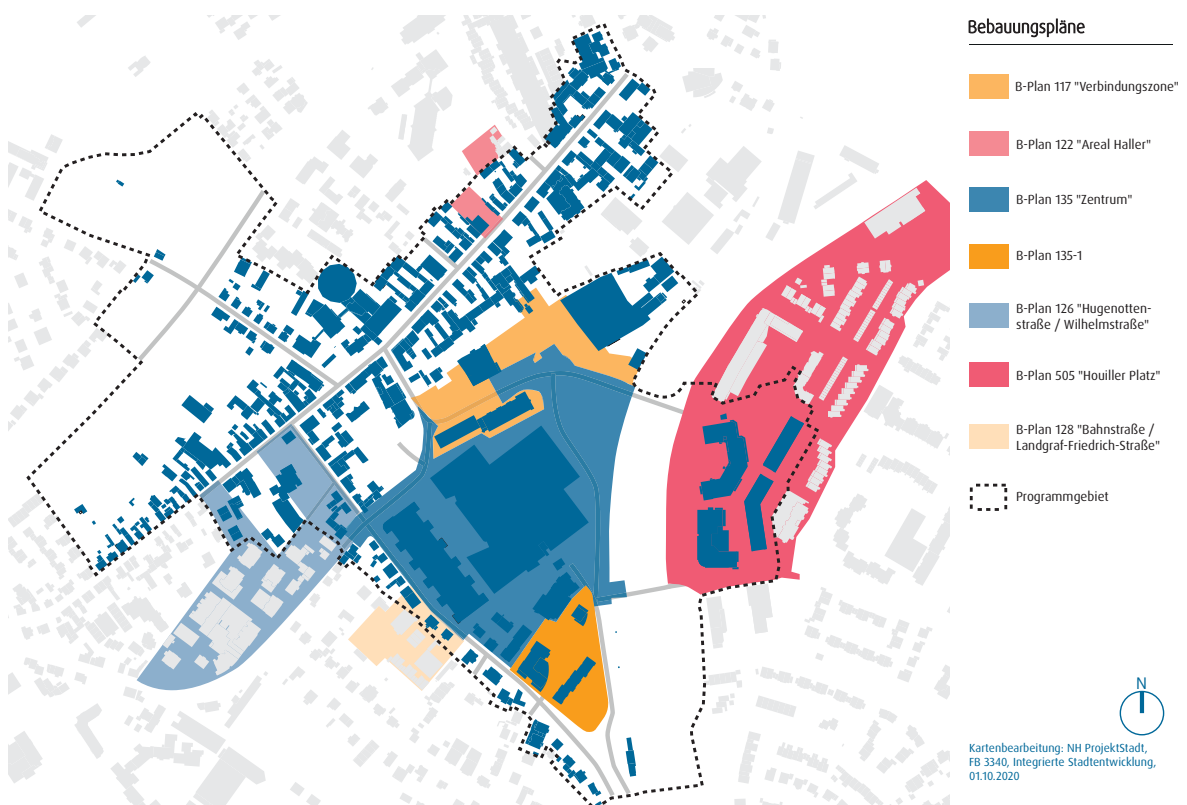 Bebauungspläne
B-Plan 117 "Verbindungszone"
B-Plan 122 "Areal Haller"
B-Plan 135 "Zentrum"
B-Plan 135-1
B-Plan 126 "Hugenotten-
straße / Wilhelmstraße"
B-Plan 505 "Houiller Platz"
B-Plan 128 "Bahnstraße /
Landgraf-Friedrich-Straße"
Programmgebiet
N
Kartenbearbeitung: NH ProjektStadt,
FB 3340, Integrierte Stadtentwicklung,
01.10.2020